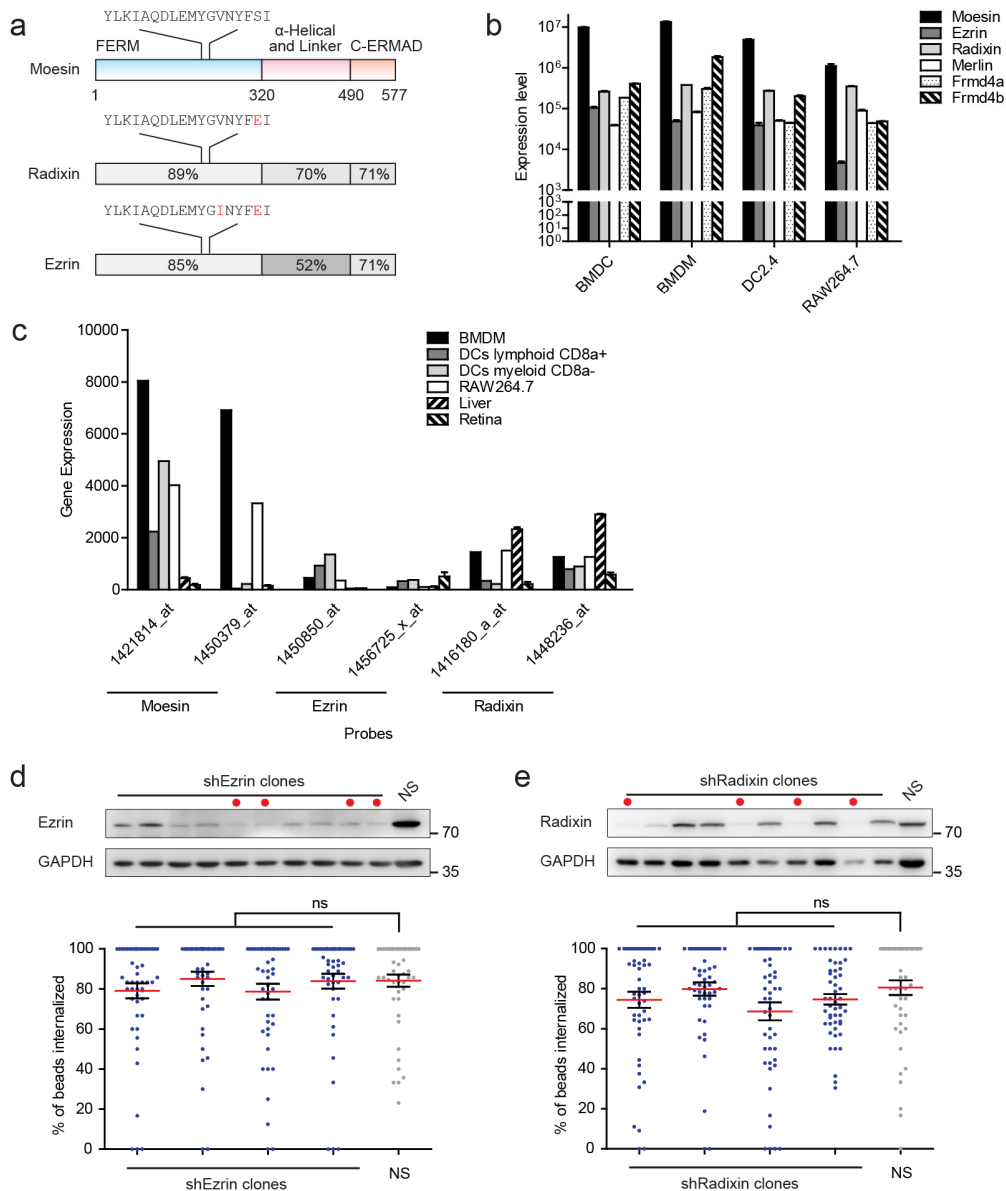 a
YLKIAQDLEMYGVNYFSI
FERM
α-Helical
and Linker
C-ERMAD
Moesin
1
320
490
577
YLKIAQDLEMYGVNYFEI
Radixin
89%
70%
71%
YLKIAQDLEMYGINYFEI
Ezrin
85%
52%
71%
b
Expression level
10⁷
10⁶
10⁵
10⁴
10³
10³
10²
10¹
10⁰
BMDC
BMDM
DC2.4
RAW264.7
Moesin
Ezrin
Radixin
Merlin
Frmd4a
Frmd4b
c
Gene Expression
10000
8000
6000
4000
2000
0
BMDM
DCs lymphoid CD8a+
DCs myeloid CD8a-
RAW264.7
Liver
Retina
1421814_at
1450379_at
1450850_at
1456725_x_at
1416180_a_at
1448236_at
Moesin
Ezrin
Radixin
Probes
d
shEzrin clones
NS
Ezrin
70
GAPDH
35
ns
% of beads internalized
100
80
60
40
20
0
shEzrin clones
NS
e
shRadixin clones
NS
Radixin
70
GAPDH
35
ns
% of beads internalized
100
80
60
40
20
0
shRadixin clones
NS